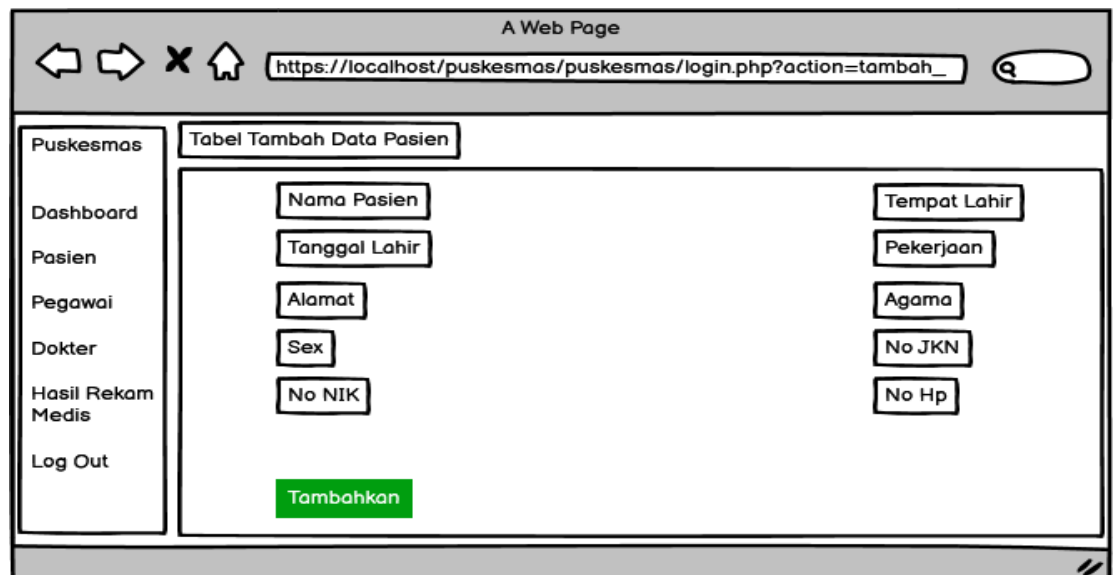 A Web Page
https://localhost/puskesmas/puskesmas/login.php?action=tambah_
Puskesmas
Dashboard
Pasien
Pegawai
Dokter
Hasil Rekam
Medis
Log Out
Tabel Tambah Data Pasien
Nama Pasien
Tempat Lahir
Tanggal Lahir
Pekerjaan
Alamat
Agama
Sex
No JKN
No NIK
No Hp
Tambahkan